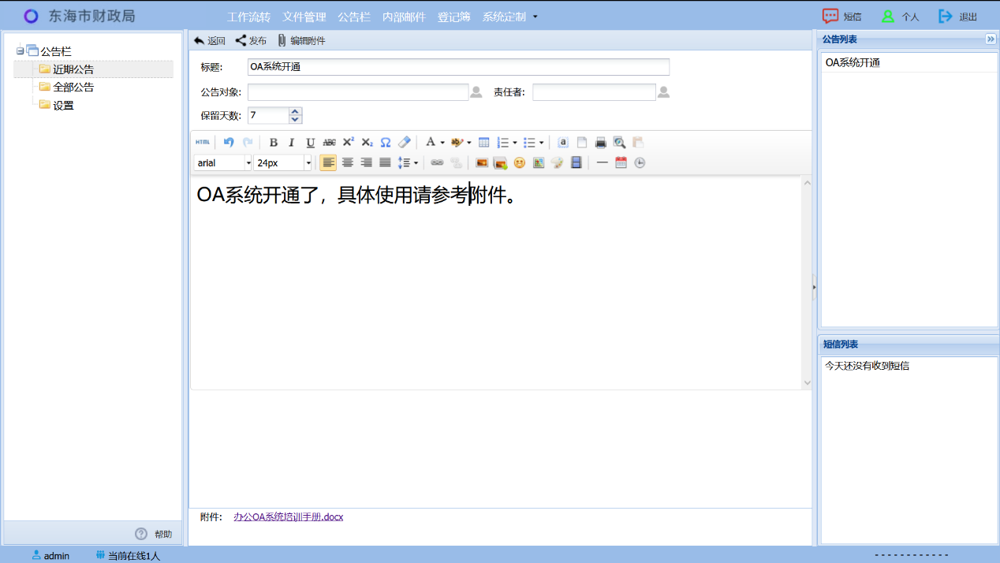 东海市财政局 工作流转 文件管理 公告栏 内部邮件 登记簿 系统定制 短信 个人 退出
公告栏
近期公告
全部公告
设置
帮助
返回 发布 编辑附件
标题: OA系统开通
公告对象: 责任者:
保留天数: 7
HTML B I U ABC X² X₂ Ω A ab a
arial 24px
OA系统开通了，具体使用请参考附件。
附件: 办公OA系统培训手册.docx
公告列表
OA系统开通
短信列表
今天还没有收到短信
admin 当前在线1人 ------------